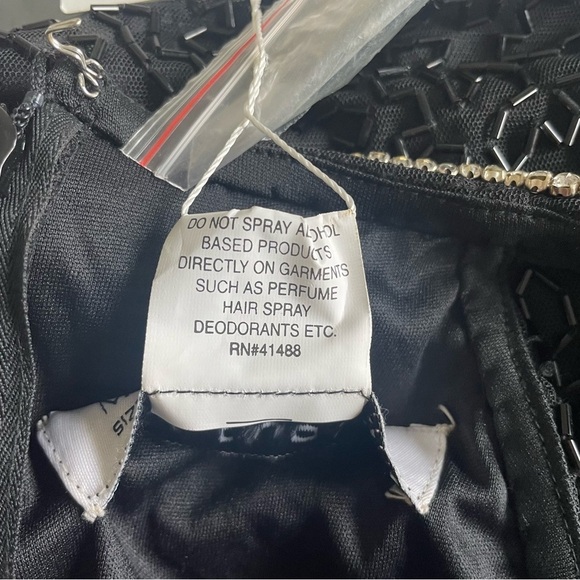 DO NOT SPRAY ALCOHOL
BASED PRODUCTS
DIRECTLY ON GARMENTS
SUCH AS PERFUME
HAIR SPRAY
DEODORANTS ETC.
RN#41488